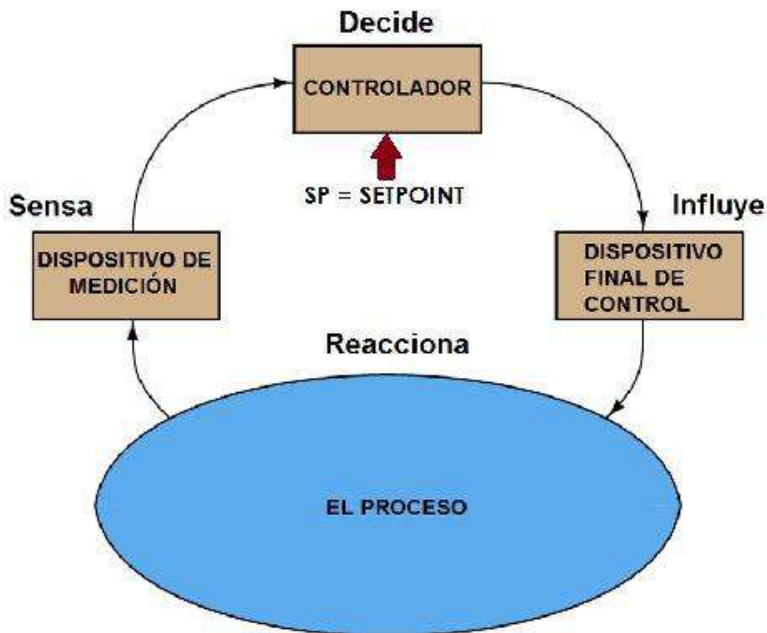 Decide
CONTROLADOR
SP = SETPOINT
Sensa
Influye
DISPOSITIVO DE
MEDICIÓN
DISPOSITIVO
FINAL DE
CONTROL
Reacciona
EL PROCESO